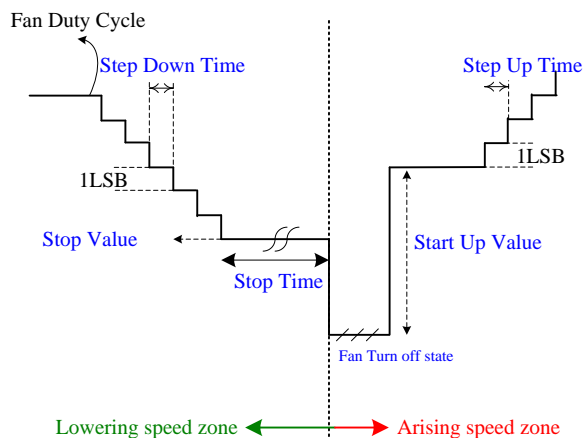 Fan Duty Cycle
Step Down Time
Step Up Time
1LSB
1LSB
Stop Value
Start Up Value
Stop Time
Fan Turn off state
Lowering speed zone
Arising speed zone